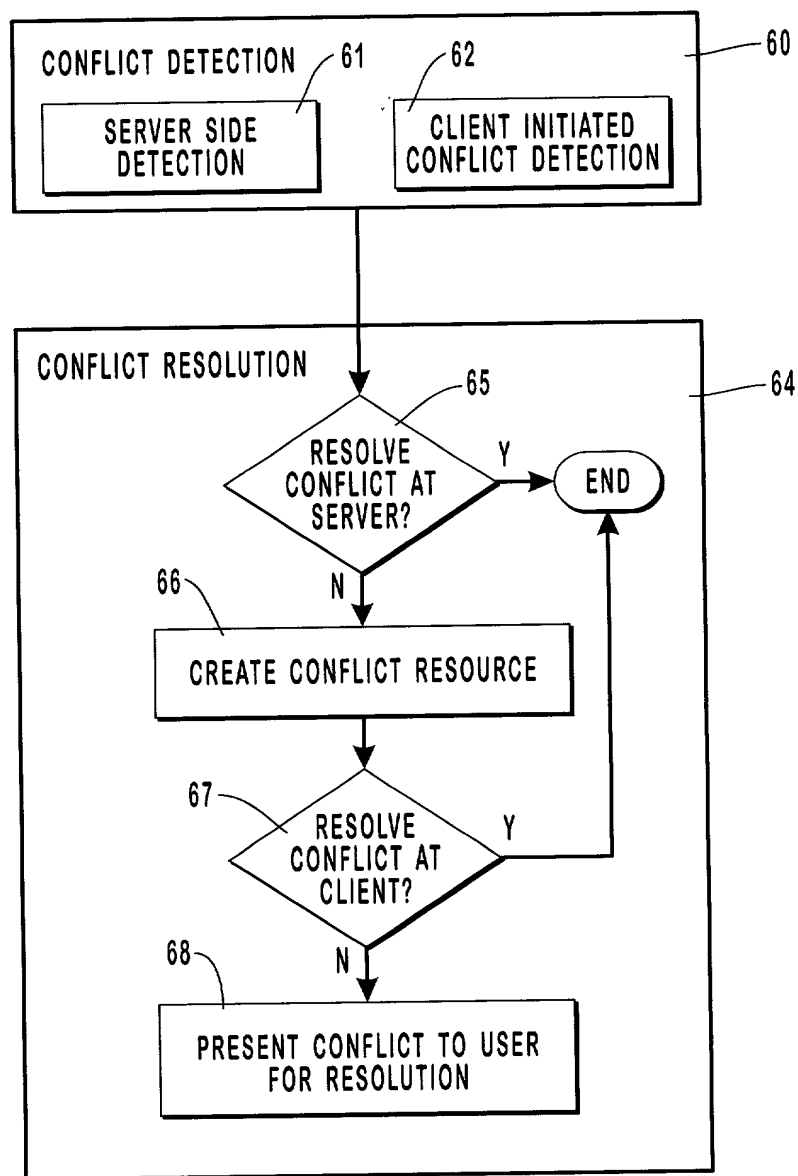 60
CONFLICT DETECTION
61
62
SERVER SIDE
DETECTION
CLIENT INITIATED
CONFLICT DETECTION
CONFLICT RESOLUTION
64
65
RESOLVE
CONFLICT AT
SERVER?
Y
END
N
66
CREATE CONFLICT RESOURCE
67
RESOLVE
CONFLICT AT
CLIENT?
Y
N
68
PRESENT CONFLICT TO USER
FOR RESOLUTION